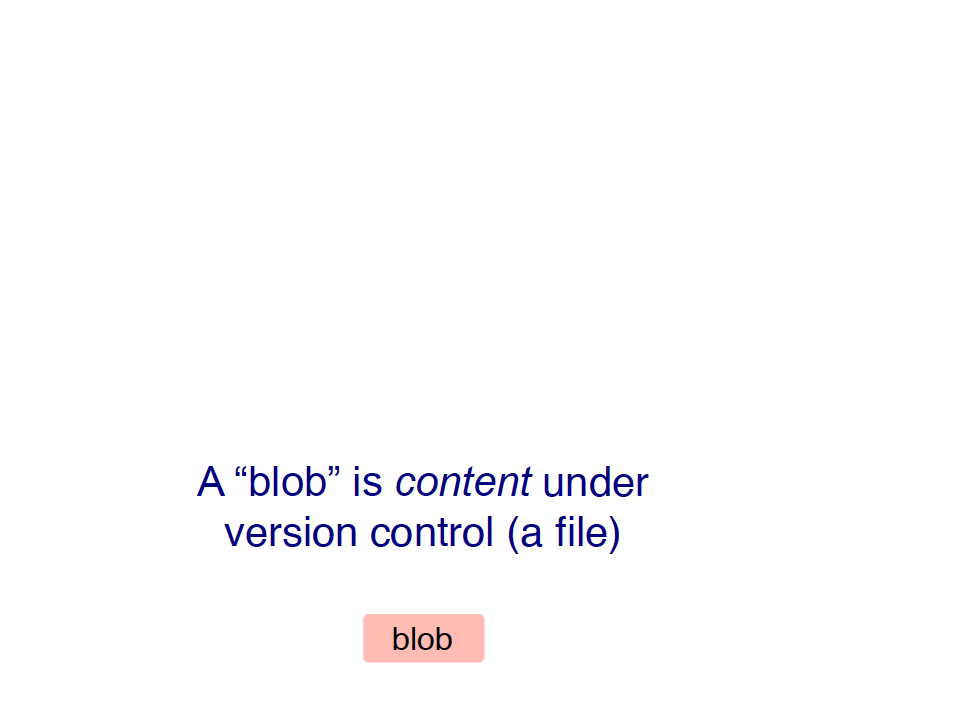 A “blob” is content under
version control (a file)
blob